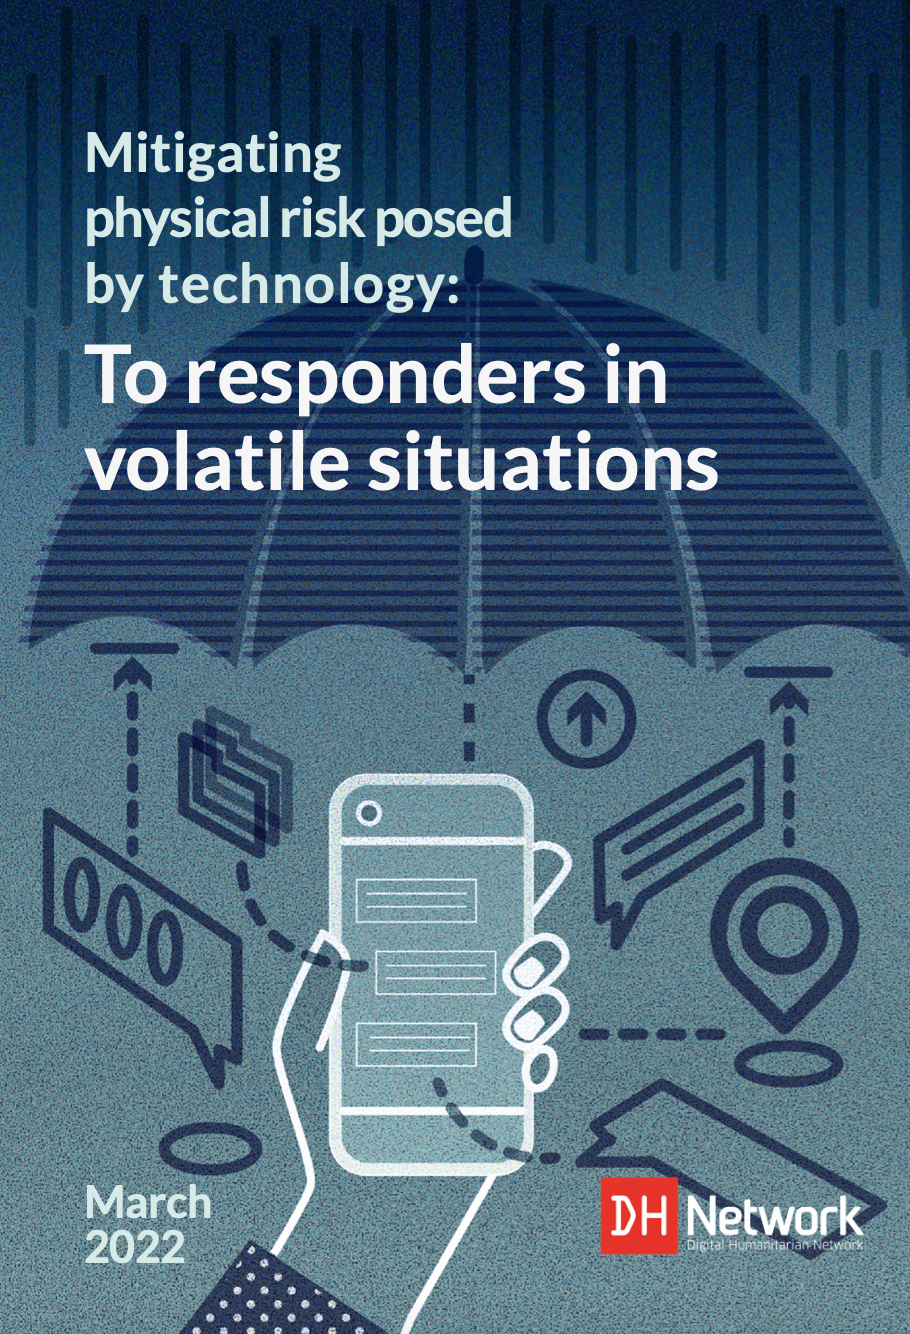 Mitigating
physical risk posed
by technology:
To responders in
volatile situations
March
2022
DH Network
Digital Humanitarian Network